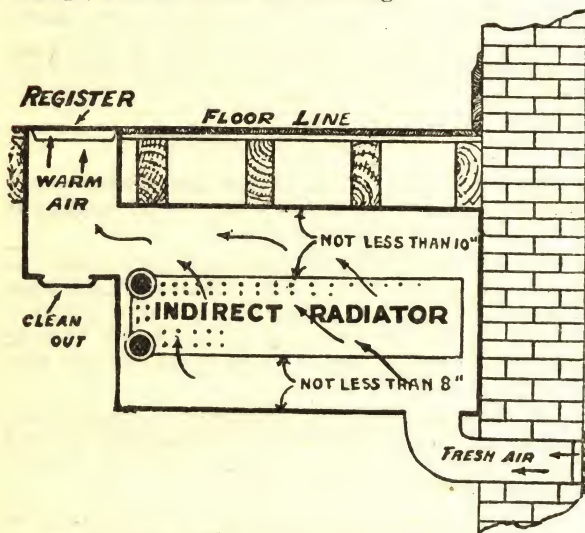 REGISTER
FLOOR LINE
WARM
AIR
NOT LESS THAN 10"
CLEAN
OUT
INDIRECT RADIATOR
NOT LESS THAN 8"
FRESH AIR